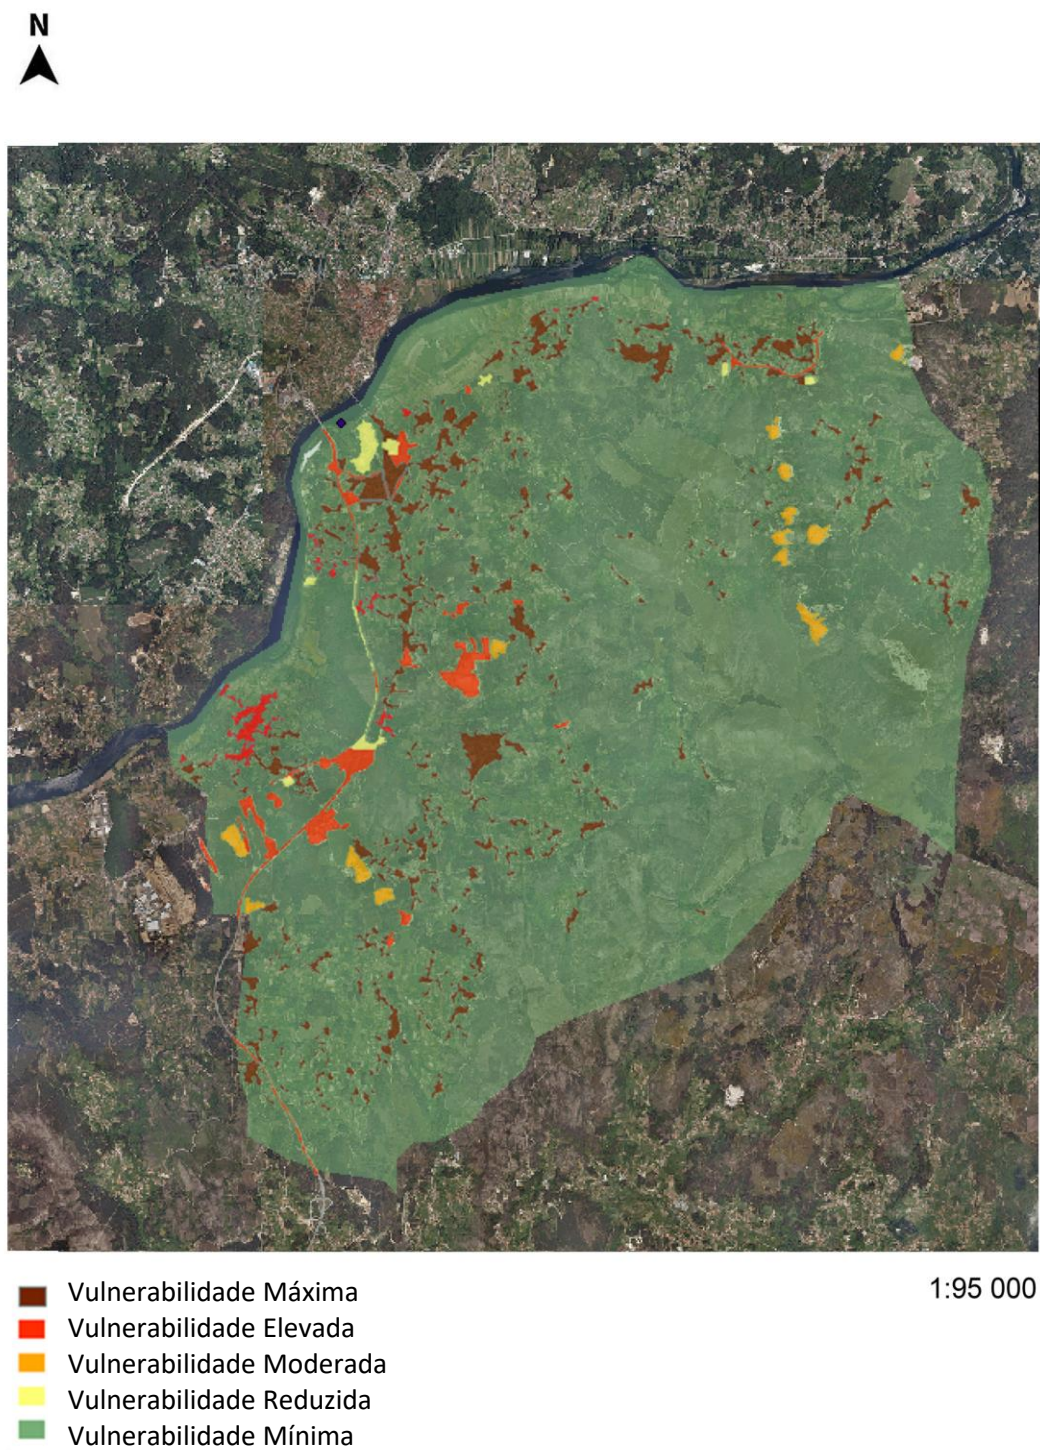 N
Vulnerabilidade Máxima
1:95 000
Vulnerabilidade Elevada
Vulnerabilidade Moderada
Vulnerabilidade Reduzida
Vulnerabilidade Mínima